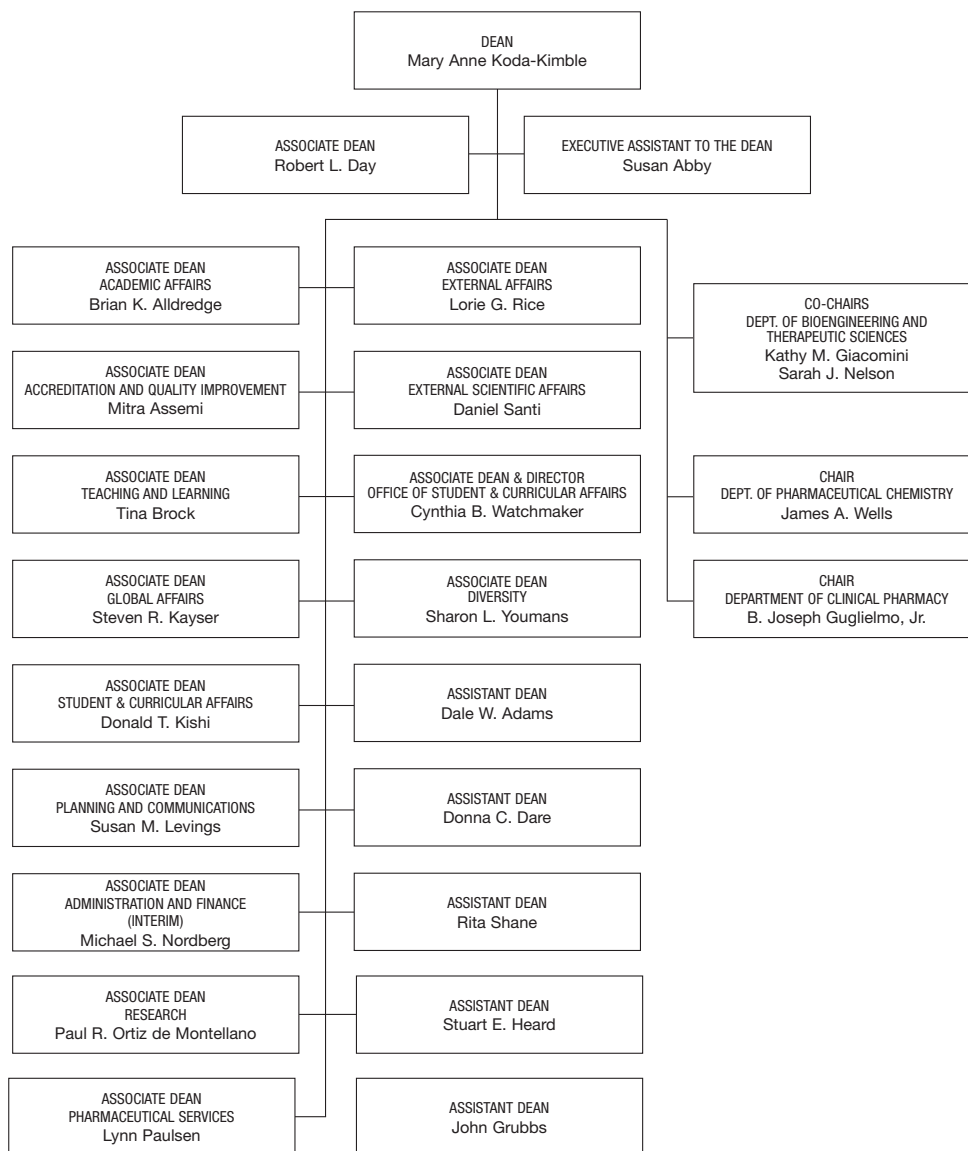 DEAN
Mary Anne Koda-Kimble
ASSOCIATE DEAN
Robert L. Day
EXECUTIVE ASSISTANT TO THE DEAN
Susan Abby
ASSOCIATE DEAN
ACADEMIC AFFAIRS
Brian K. Alldredge
ASSOCIATE DEAN
EXTERNAL AFFAIRS
Lorie G. Rice
CO-CHAIRS
DEPT. OF BIOENGINEERING AND
THERAPEUTIC SCIENCES
Kathy M. Giacomini
Sarah J. Nelson
ASSOCIATE DEAN
ACCREDITATION AND QUALITY IMPROVEMENT
Mitra Assemi
ASSOCIATE DEAN
EXTERNAL SCIENTIFIC AFFAIRS
Daniel Santi
ASSOCIATE DEAN
TEACHING AND LEARNING
Tina Brock
ASSOCIATE DEAN & DIRECTOR
OFFICE OF STUDENT & CURRICULAR AFFAIRS
Cynthia B. Watchmaker
CHAIR
DEPT. OF PHARMACEUTICAL CHEMISTRY
James A. Wells
ASSOCIATE DEAN
GLOBAL AFFAIRS
Steven R. Kayser
ASSOCIATE DEAN
DIVERSITY
Sharon L. Youmans
CHAIR
DEPARTMENT OF CLINICAL PHARMACY
B. Joseph Guglielmo, Jr.
ASSOCIATE DEAN
STUDENT & CURRICULAR AFFAIRS
Donald T. Kishi
ASSISTANT DEAN
Dale W. Adams
ASSOCIATE DEAN
PLANNING AND COMMUNICATIONS
Susan M. Levings
ASSISTANT DEAN
Donna C. Dare
ASSOCIATE DEAN
ADMINISTRATION AND FINANCE
(INTERIM)
Michael S. Nordberg
ASSISTANT DEAN
Rita Shane
ASSOCIATE DEAN
RESEARCH
Paul R. Ortiz de Montellano
ASSISTANT DEAN
Stuart E. Heard
ASSOCIATE DEAN
PHARMACEUTICAL SERVICES
Lynn Paulsen
ASSISTANT DEAN
John Grubbs